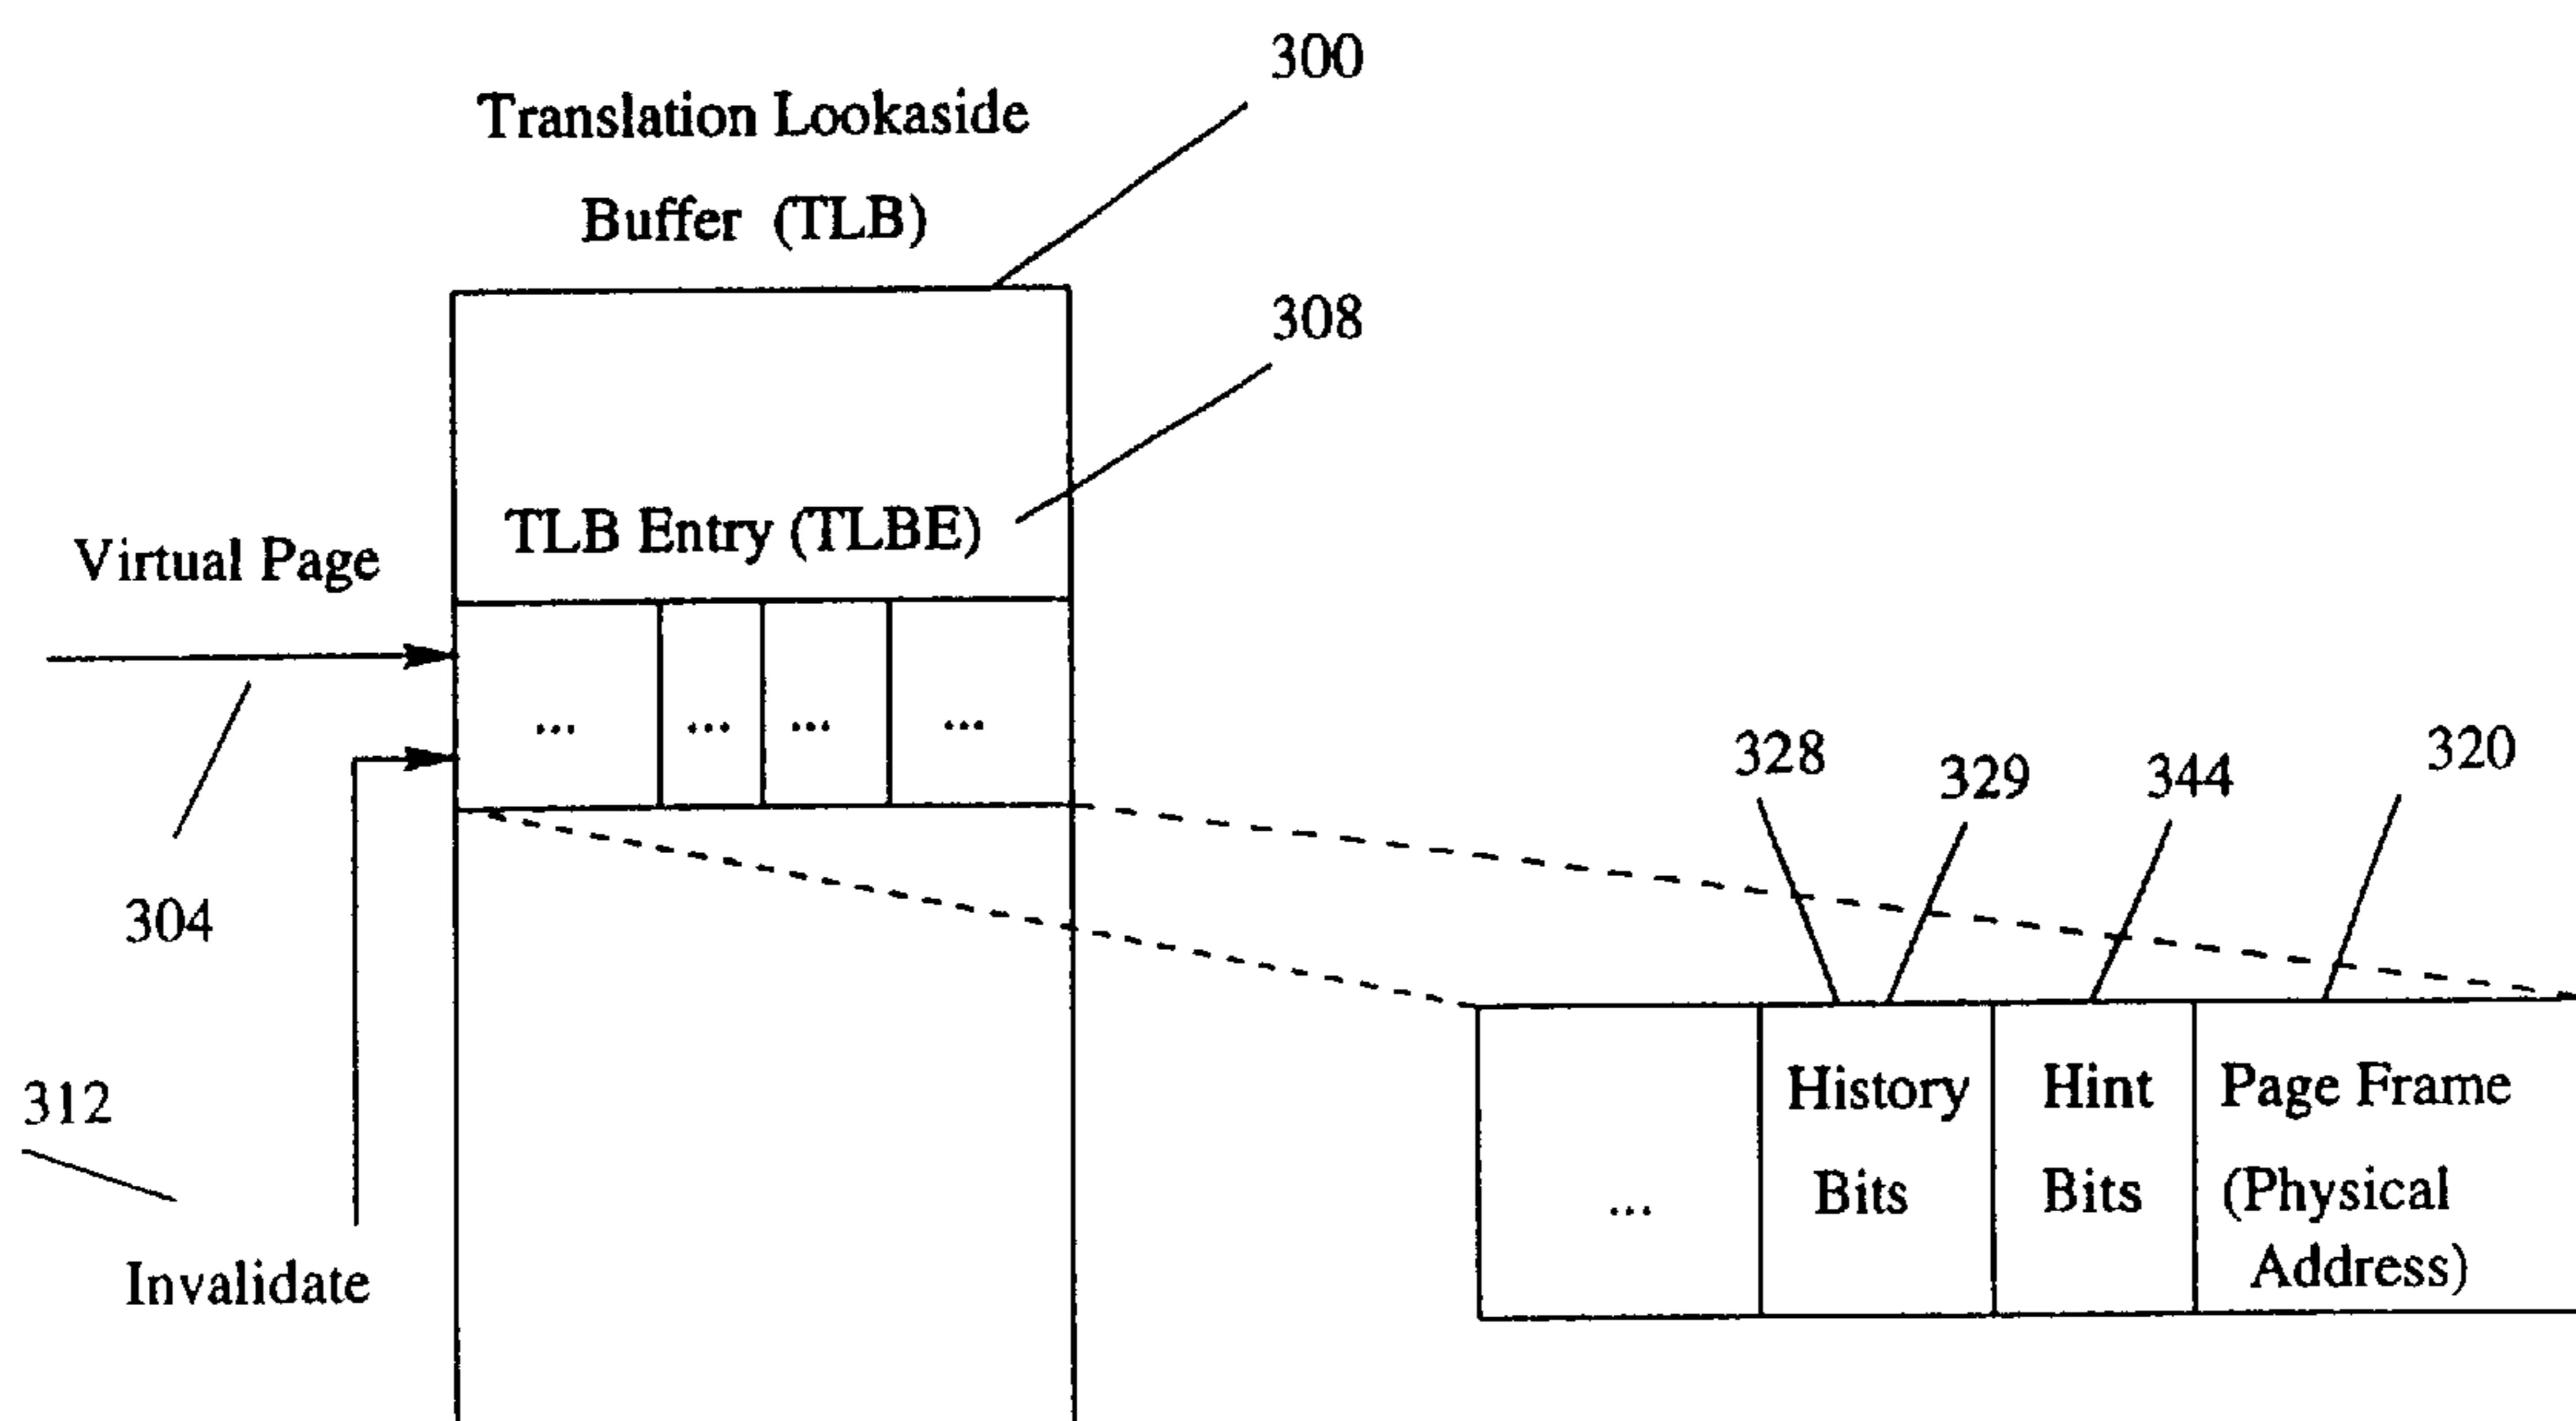 300
Translation Lookaside
Buffer (TLB)
308
TLB Entry (TLBE)
Virtual Page
... ... ... ...
304
312
Invalidate
328
329
344
320
...
History
Bits
Hint
Bits
Page Frame
(Physical
Address)